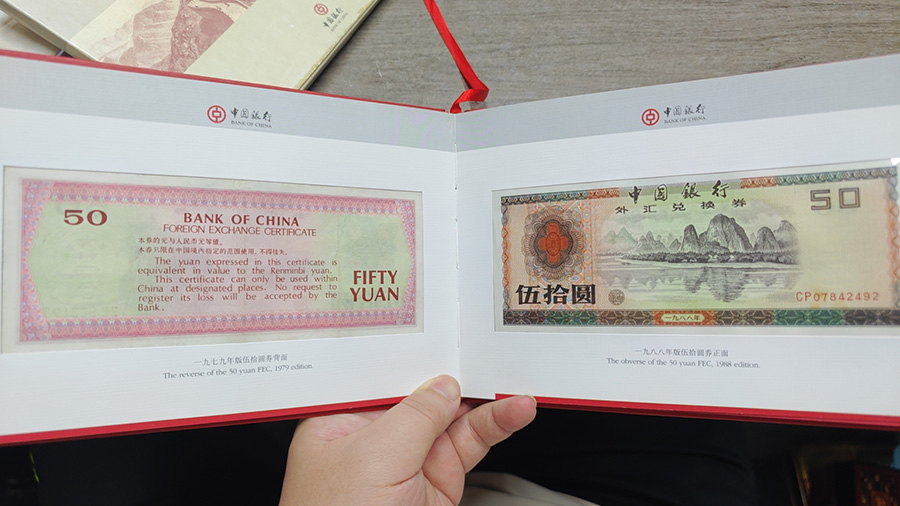 中国银行
BANK OF CHINA
中国银行
BANK OF CHINA
50
BANK OF CHINA
FOREIGN EXCHANGE CERTIFICATE
本券的元与人民币元等值。
本券只限在中国境内指定的范围使用,不得挂失。
The yuan expressed in this certificate is
equivalent in value to the Renminbi yuan.
This certificate can only be used within
China at designated places. No request to
register its loss will be accepted by the
Bank.
FIFTY
YUAN
一九七九年版伍拾圆券背面
The reverse of the 50 yuan FEC, 1979 edition.
中国银行
BANK OF CHINA
中国银行
外汇兑换券
50
伍拾圆
CP07842492
一九八八年
一九八八年版伍拾圆券正面
The obverse of the 50 yuan FEC, 1988 edition.